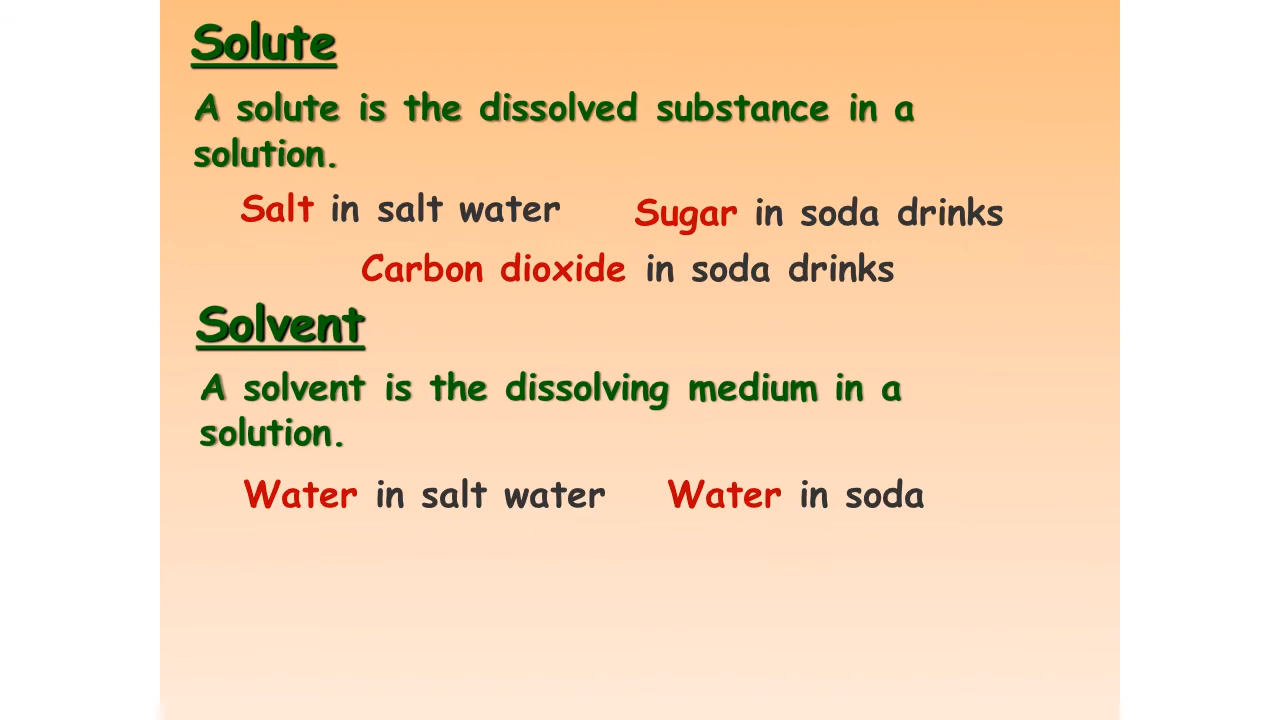 Solute
A solute is the dissolved substance in a
solution.
Salt in salt water
Sugar in soda drinks
Carbon dioxide in soda drinks
Solvent
A solvent is the dissolving medium in a
solution.
Water in salt water
Water in soda